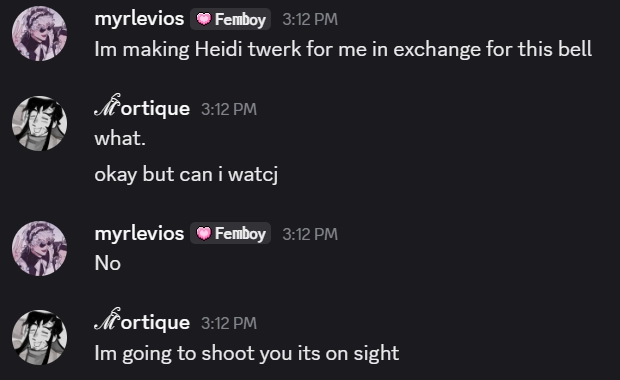 myrlevios Femboy 3:12 PM
Im making Heidi twerk for me in exchange for this bell
ℳortique 3:12 PM
what.
okay but can i watcj
myrlevios Femboy 3:12 PM
No
ℳortique 3:12 PM
Im going to shoot you its on sight